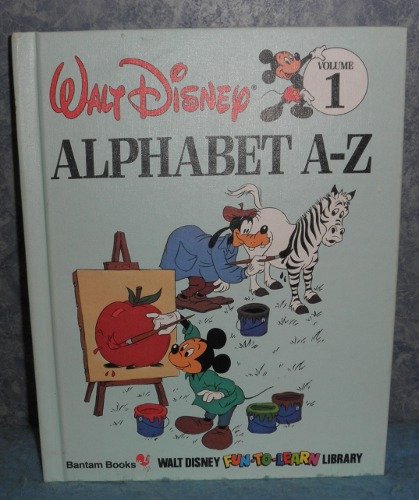 WALT DISNEY
VOLUME
1
ALPHABET A-Z
Bantam Books WALT DISNEY FUN-TO-LEARN LIBRARY